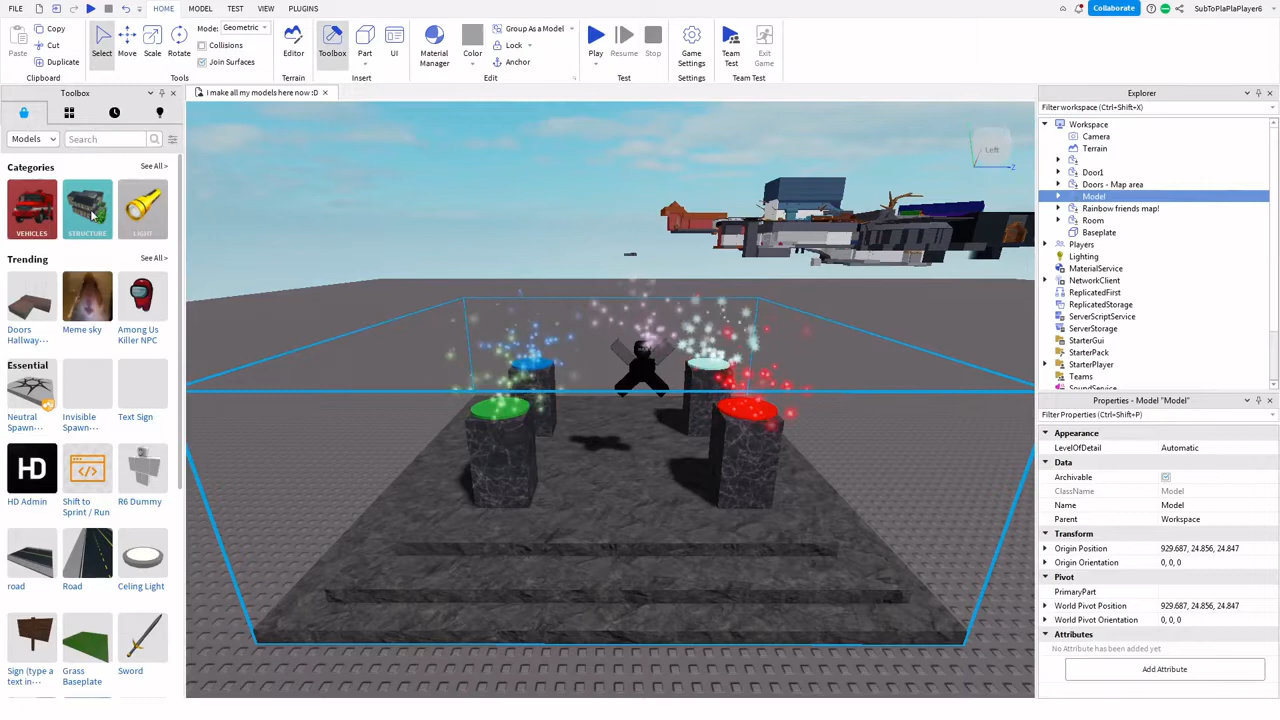 FILE HOME MODEL TEST VIEW PLUGINS Collaborate SubToPlaPlaPlayer6
Paste Copy Cut Duplicate Select Move Scale Rotate Mode: Geometric Collisions Join Surfaces Editor Toolbox Part UI Material Manager Color Group As a Model Lock Anchor Play Resume Stop Game Settings Team Test Exit Game
Clipboard Tools Terrain Insert Edit Test Settings Team Test
Toolbox
I make all my models here now :D
Models Search
Categories See All >
VEHICLES STRUCTURE LIGHT
Trending See All >
Doors Hallway-... Meme sky Among Us Killer NPC
Essential
Neutral Spawn-... Invisible Spawn-... Text Sign
HD
HD Admin Shift to Sprint / Run R6 Dummy
road Road Celing Light
Sign (type a text in-... Grass Baseplate Sword
Left
Z
Explorer
Filter workspace (Ctrl+Shift+X)
Workspace
Camera
Terrain
Door1
Doors - Map area
Model
Rainbow friends map!
Room
Baseplate
Players
Lighting
MaterialService
NetworkClient
ReplicatedFirst
ReplicatedStorage
ServerScriptService
ServerStorage
StarterGui
StarterPack
StarterPlayer
Teams
SoundService
Properties - Model "Model"
Filter Properties (Ctrl+Shift+P)
Appearance
LevelOfDetail Automatic
Data
Archivable
ClassName Model
Name Model
Parent Workspace
Transform
Origin Position 929.687, 24.856, 24.847
Origin Orientation 0, 0, 0
Pivot
PrimaryPart
World Pivot Position 929.687, 24.856, 24.847
World Pivot Orientation 0, 0, 0
Attributes
No Attribute has been added yet
Add Attribute